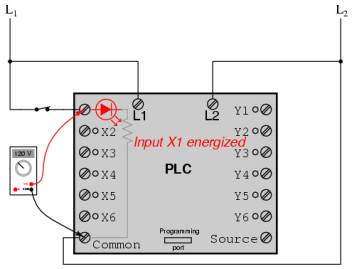 L1 L2
L1 L2 Y1
X2 Y2
Input X1 energized
X3 Y3
120 V
X4 PLC Y4
X5 Y5
X6 Y6
Common Programming port Source